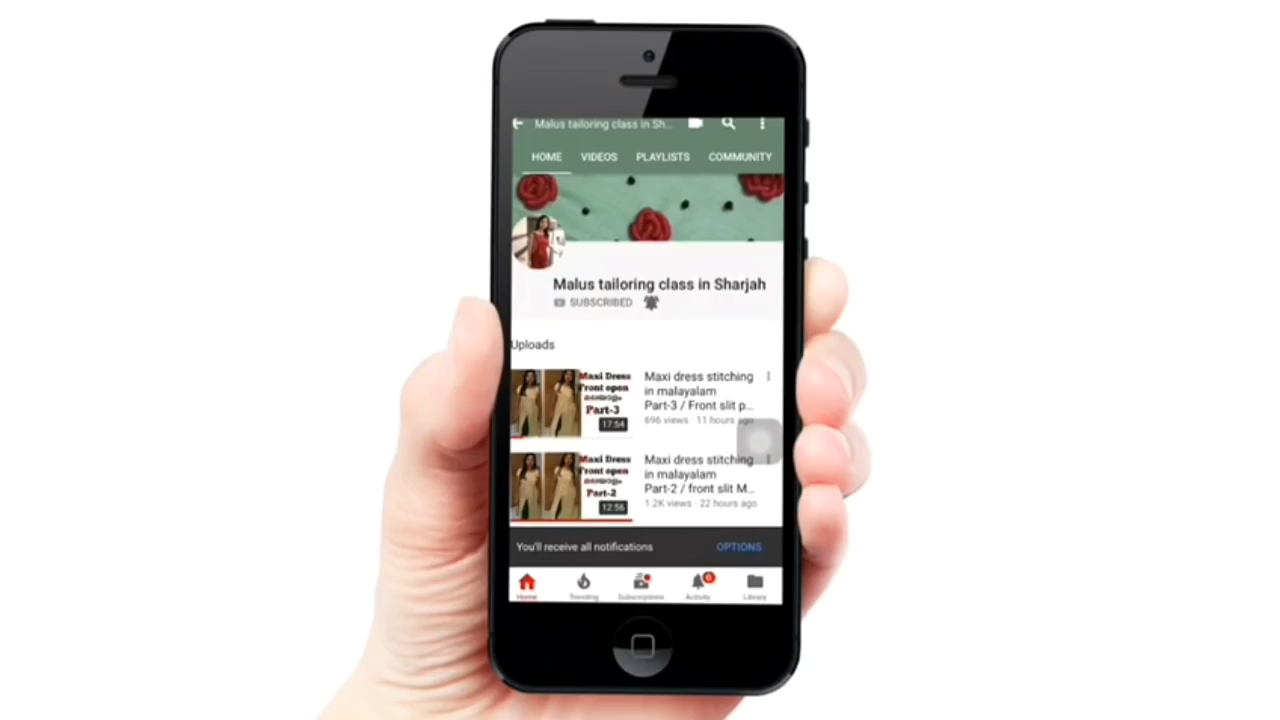 Malus tailoring class in Sh...
HOME VIDEOS PLAYLISTS COMMUNITY
Malus tailoring class in Sharjah
SUBSCRIBED
Uploads
Maxi Dress
Front open
മലയാളം
Part-3
17:54
Maxi dress stitching
in malayalam
Part-3 / Front slit p...
696 views · 11 hours ago
Maxi Dress
Front open
മലയാളം
Part-2
12:56
Maxi dress stitching
in malayalam
Part-2 / front slit M...
1.2K views · 22 hours ago
You'll receive all notifications OPTIONS
6
Home Trending Subscriptions Activity Library